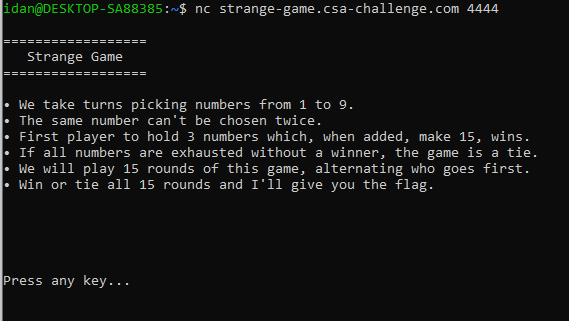 idan@DESKTOP-SA88385:~$ nc strange-game.csa-challenge.com 4444
==================
Strange Game
==================
• We take turns picking numbers from 1 to 9.
• The same number can't be chosen twice.
• First player to hold 3 numbers which, when added, make 15, wins.
• If all numbers are exhausted without a winner, the game is a tie.
• We will play 15 rounds of this game, alternating who goes first.
• Win or tie all 15 rounds and I'll give you the flag.
Press any key...